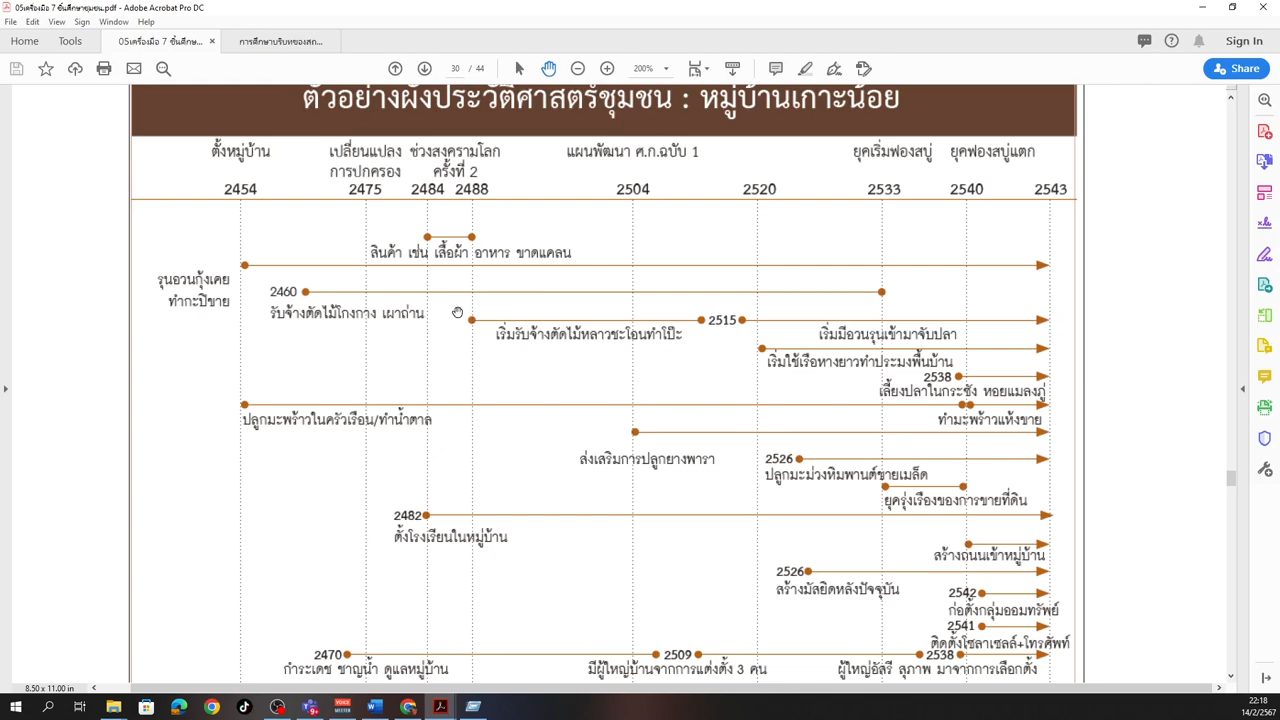 05เครื่องมือ 7 ชิ้นศึกษาชุมชน.pdf - Adobe Acrobat Pro DC
File Edit View Sign Window Help
Home Tools 05เครื่องมือ 7 ชิ้นศึกษา... × การศึกษาบริบทของสถ... Sign In
30 / 44 200% Share
ตัวอย่างผังประวัติศาสตร์ชุมชน : หมู่บ้านเกาะน้อย
ตั้งหมู่บ้าน เปลี่ยนแปลง ช่วงสงครามโลก แผนพัฒนา ศ.ก.ฉบับ 1 ยุคเริ่มฟองสบู่ ยุคฟองสบู่แตก
การปกครอง ครั้งที่ 2
2454 2475 2484 2488 2504 2520 2533 2540 2543
สินค้า เช่น เสื้อผ้า อาหาร ขาดแคลน
รุนอวนกุ้งเคย
ทำกะปิขาย
2460
รับจ้างตัดไม้โกงกาง เผาถ่าน
2515
เริ่มรับจ้างตัดไม้หลาวชะโอนทำโป๊ะ เริ่มมีอวนรุนเข้ามาจับปลา
เริ่มใช้เรือหางยาวทำประมงพื้นบ้าน
2538
เลี้ยงปลาในกระชัง หอยแมลงภู่
ปลูกมะพร้าวในครัวเรือน/ทำน้ำตาล ทำมะพร้าวแห้งขาย
ส่งเสริมการปลูกยางพารา 2526
ปลูกมะม่วงหิมพานต์ขายเมล็ด
ยุครุ่งเรืองของการขายที่ดิน
2482
ตั้งโรงเรียนในหมู่บ้าน
สร้างถนนเข้าหมู่บ้าน
2526
สร้างมัสยิดหลังปัจจุบัน
2542
ก่อตั้งกลุ่มออมทรัพย์
2541
ติดตั้งโซลาเซลล์+โทรศัพท์
2470 2509 2538
กำระเดช ชาญน้ำ ดูแลหมู่บ้าน มีผู้ใหญ่บ้านจากการแต่งตั้ง 3 คน ผู้ใหญ่อัสรี สุภาพ มาจากการเลือกตั้ง
8.50 x 11.00 in
22:18
14/2/2567